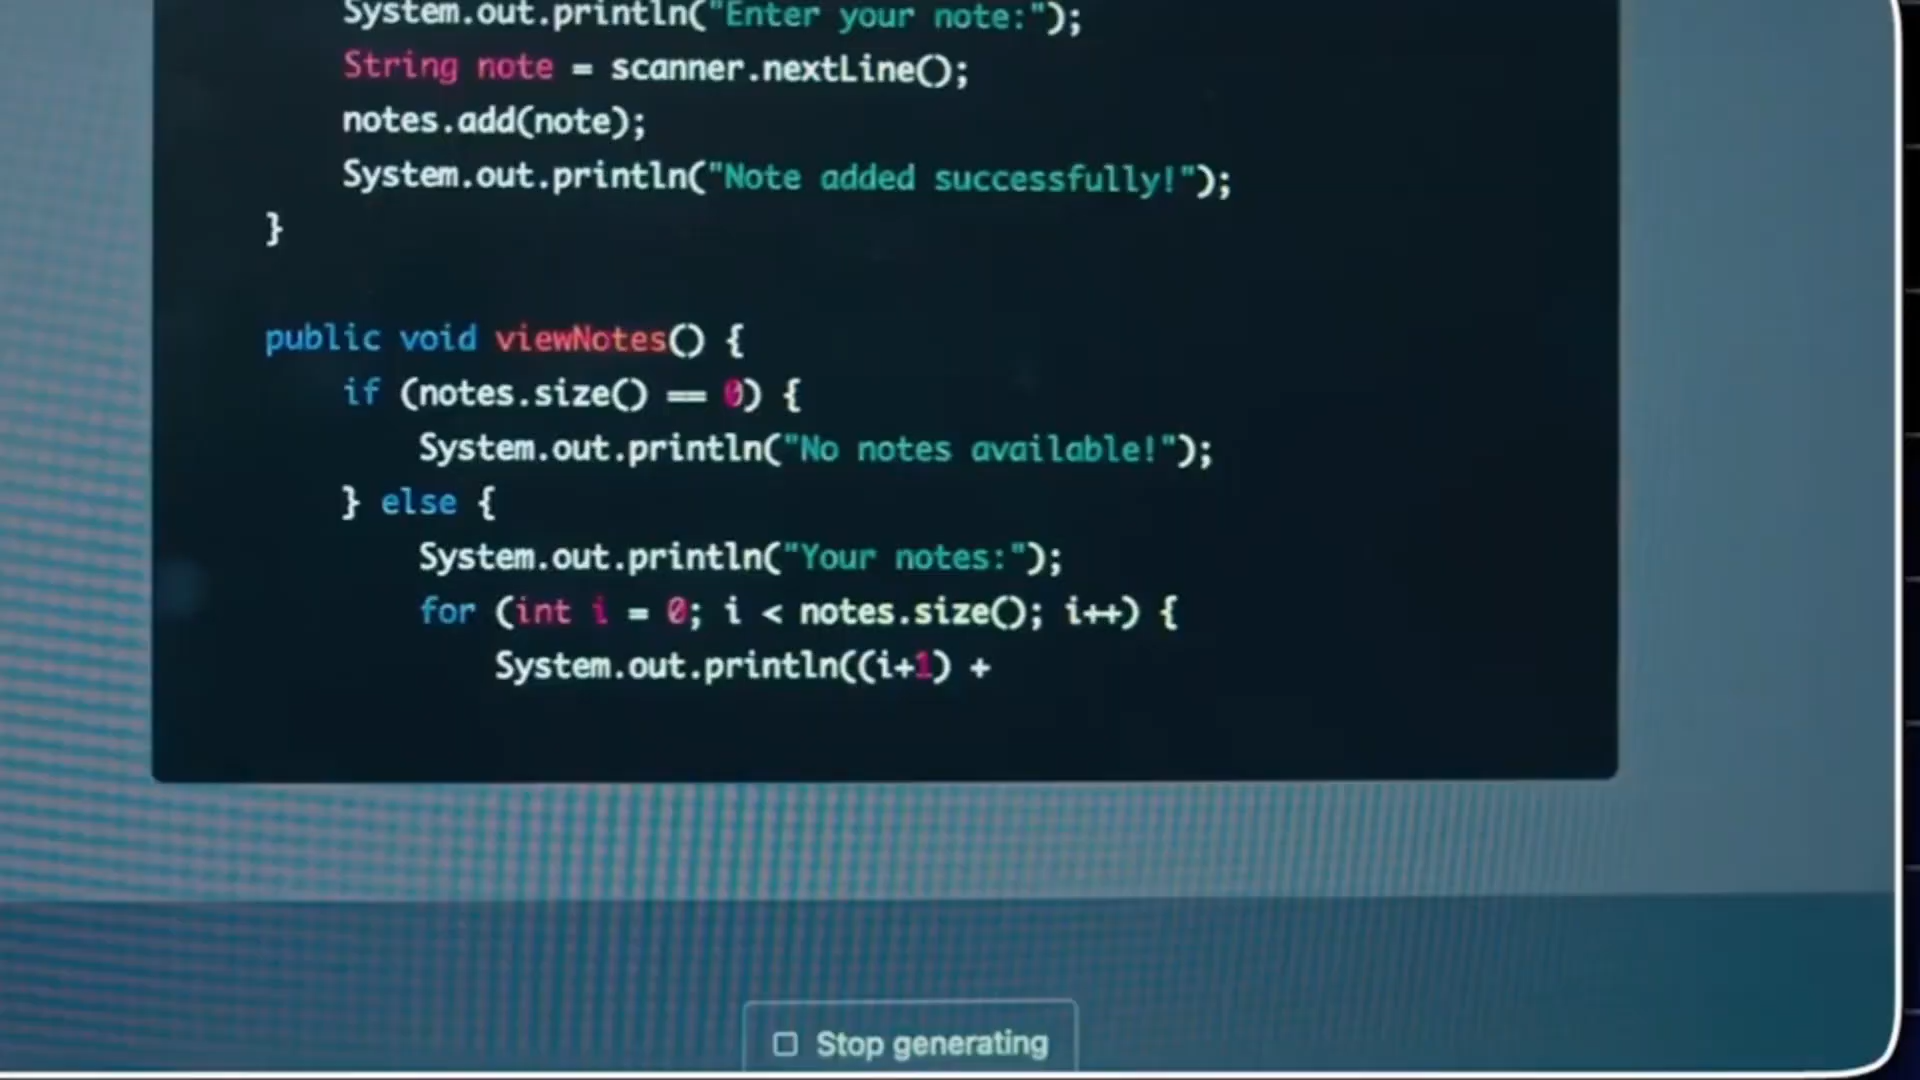 System.out.println("Enter your note:");
String note = scanner.nextLine();
notes.add(note);
System.out.println("Note added successfully!");
}
public void viewNotes() {
if (notes.size() == 0) {
System.out.println("No notes available!");
} else {
System.out.println("Your notes:");
for (int i = 0; i < notes.size(); i++) {
System.out.println((i+1) +
Stop generating